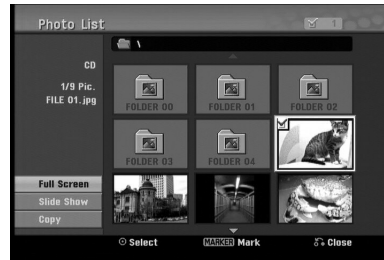 Photo List
1
\
CD
1/9 Pic.
FILE 01.jpg
FOLDER 00 FOLDER 01 FOLDER 02
FOLDER 03 FOLDER 04
Full Screen
Slide Show
Copy
Select MARKER Mark Close